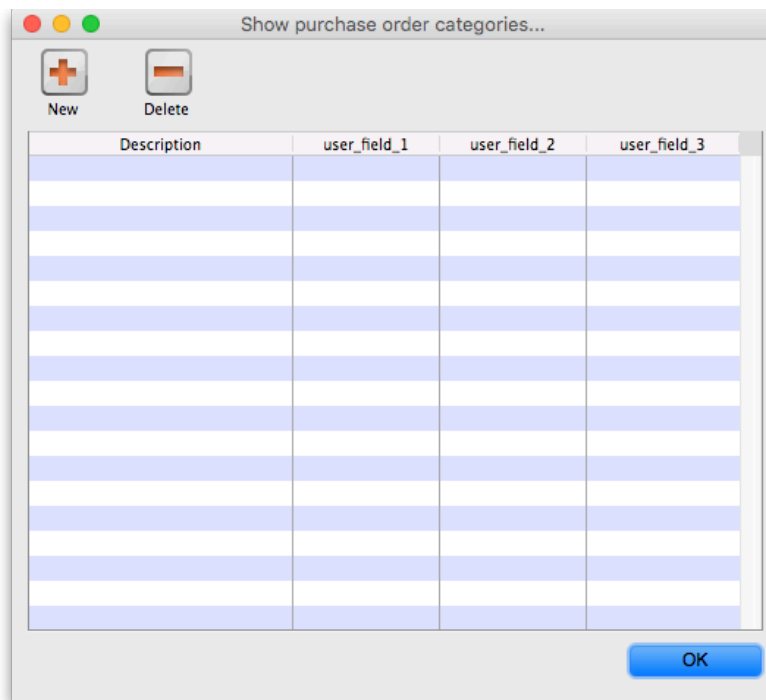 Show purchase order categories...
New Delete
Description user_field_1 user_field_2 user_field_3
OK